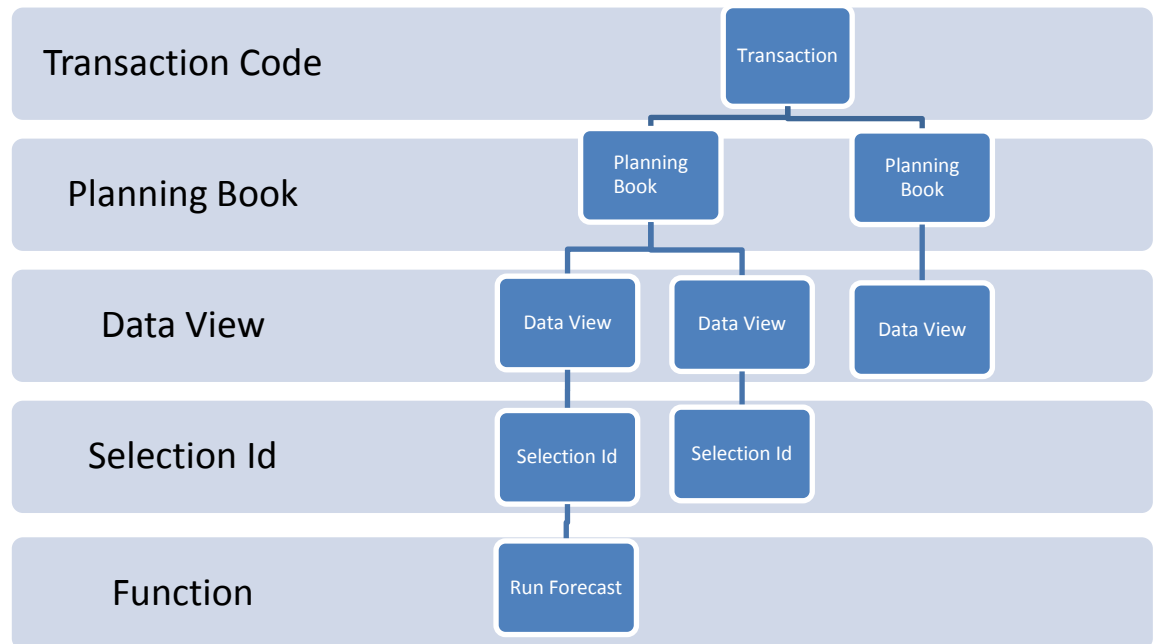 Transaction Code
Transaction
Planning Book
Planning
Book
Planning
Book
Data View
Data View
Data View
Data View
Selection Id
Selection Id
Selection Id
Function
Run Forecast